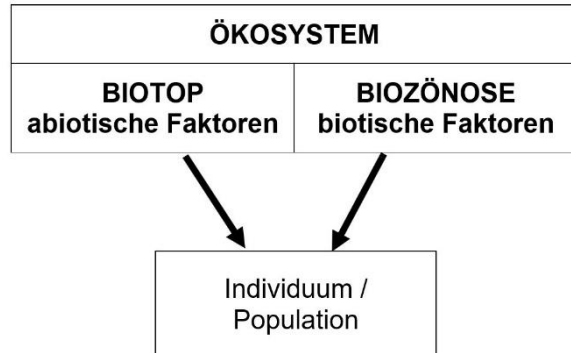 ÖKOSYSTEM
BIOTOP
abiotische Faktoren
BIOZÖNOSE
biotische Faktoren
Individuum /
Population